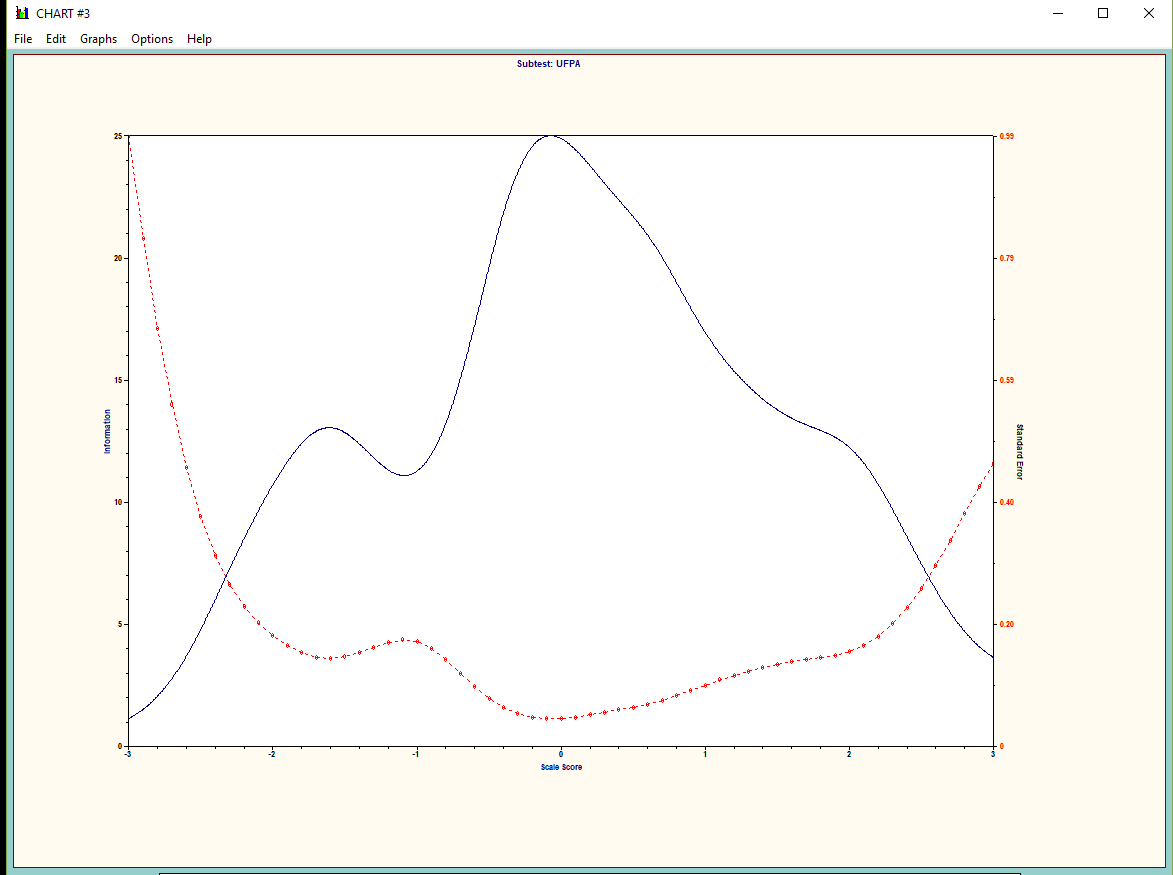 CHART #3
File Edit Graphs Options Help
Subtest: UFPA
25
20
15
10
5
0
Information
0.99
0.79
0.59
0.40
0.20
0
Standard Error
-3 -2 -1 0 1 2 3
Scale Score